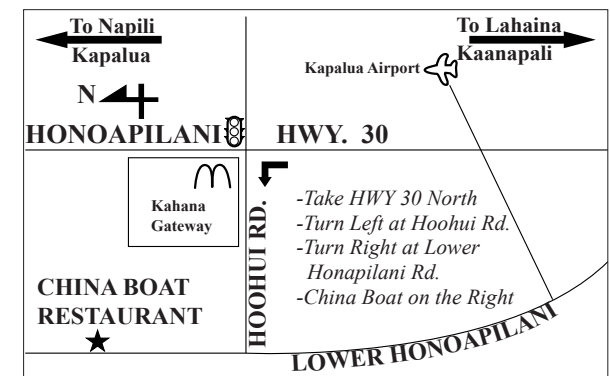 To Napili
Kapalua
To Lahaina
Kaanapali
Kapalua Airport
N
HONOAPILANI HWY. 30
Kahana
Gateway
HOOHUI RD.
-Take HWY 30 North
-Turn Left at Hoohui Rd.
-Turn Right at Lower
Honapilani Rd.
-China Boat on the Right
CHINA BOAT
RESTAURANT
LOWER HONOAPILANI